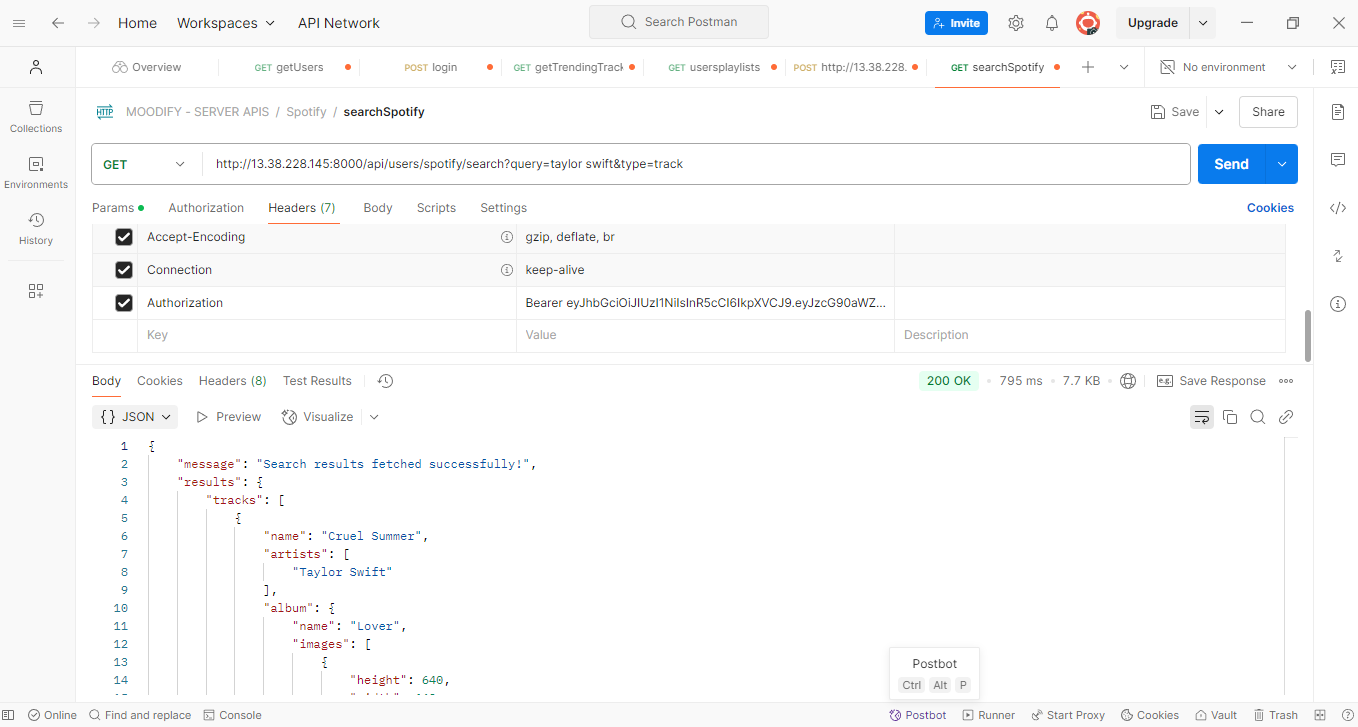 Home Workspaces API Network Search Postman Invite Upgrade
Overview GET getUsers POST login GET getTrendingTrack GET usersplaylists POST http://13.38.228. GET searchSpotify No environment
HTTP MOODIFY - SERVER APIS / Spotify / searchSpotify Save Share
Collections
Environments
History
GET http://13.38.228.145:8000/api/users/spotify/search?query=taylor swift&type=track Send
Params Authorization Headers (7) Body Scripts Settings Cookies
Accept-Encoding gzip, deflate, br
Connection keep-alive
Authorization Bearer eyJhbGciOiJIUzI1NiIsInR5cCI6IkpXVCJ9.eyJzcG90aWZ...
Key Value Description
Body Cookies Headers (8) Test Results 200 OK 795 ms 7.7 KB e.g. Save Response
{} JSON Preview Visualize
1 {
2 "message": "Search results fetched successfully!",
3 "results": {
4 "tracks": [
5 {
6 "name": "Cruel Summer",
7 "artists": [
8 "Taylor Swift"
9 ],
10 "album": {
11 "name": "Lover",
12 "images": [
13 {
14 "height": 640,
Postbot
Ctrl Alt P
Online Find and replace Console Postbot Runner Start Proxy Cookies Vault Trash